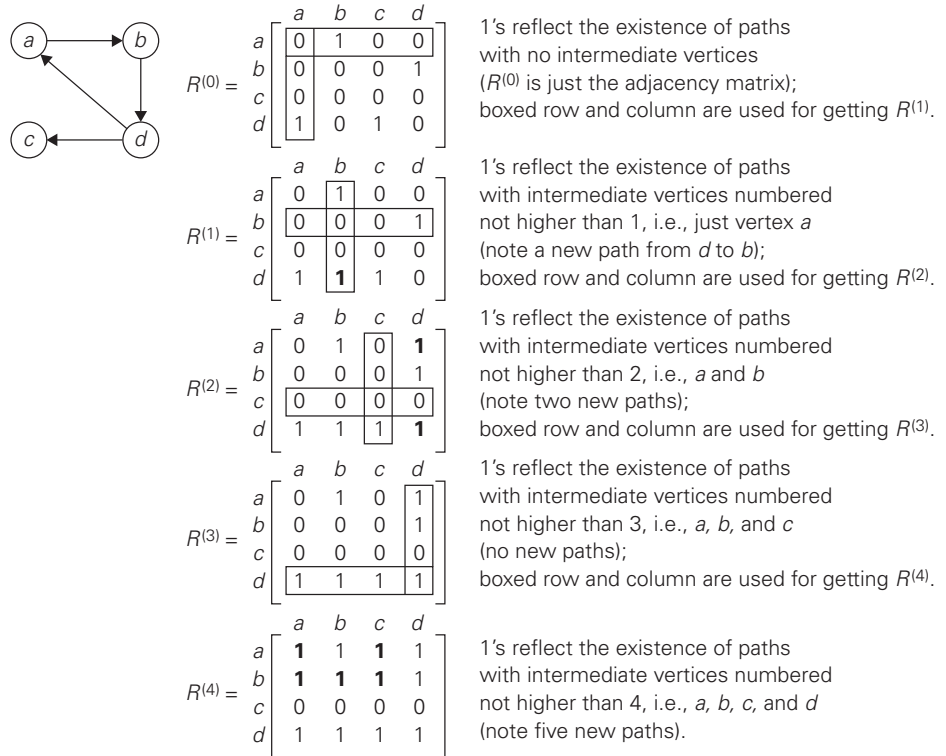 a b
c d
a b c d
R(0) =
a 0 1 0 0
b 0 0 0 1
c 0 0 0 0
d 1 0 1 0
1's reflect the existence of paths
with no intermediate vertices
(R(0) is just the adjacency matrix);
boxed row and column are used for getting R(1).
a b c d
R(1) =
a 0 1 0 0
b 0 0 0 1
c 0 0 0 0
d 1 1 1 0
1's reflect the existence of paths
with intermediate vertices numbered
not higher than 1, i.e., just vertex a
(note a new path from d to b);
boxed row and column are used for getting R(2).
a b c d
R(2) =
a 0 1 0 1
b 0 0 0 1
c 0 0 0 0
d 1 1 1 1
1's reflect the existence of paths
with intermediate vertices numbered
not higher than 2, i.e., a and b
(note two new paths);
boxed row and column are used for getting R(3).
a b c d
R(3) =
a 0 1 0 1
b 0 0 0 1
c 0 0 0 0
d 1 1 1 1
1's reflect the existence of paths
with intermediate vertices numbered
not higher than 3, i.e., a, b, and c
(no new paths);
boxed row and column are used for getting R(4).
a b c d
R(4) =
a 1 1 1 1
b 1 1 1 1
c 0 0 0 0
d 1 1 1 1
1's reflect the existence of paths
with intermediate vertices numbered
not higher than 4, i.e., a, b, c, and d
(note five new paths).